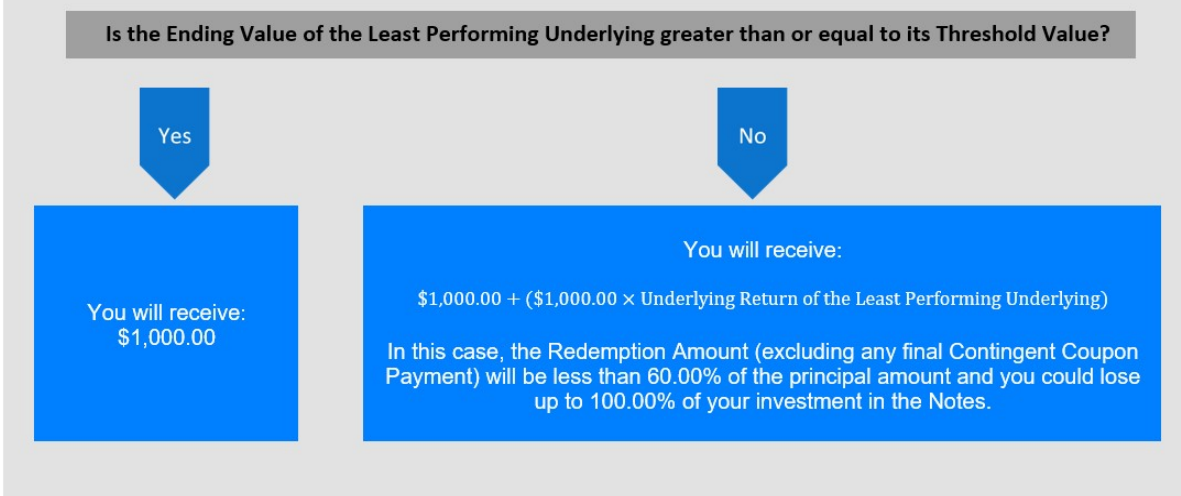 Is the Ending Value of the Least Performing Underlying greater than or equal to its Threshold Value?
Yes
No
You will receive:
$1,000.00
You will receive:
$1,000.00 + ($1,000.00 × Underlying Return of the Least Performing Underlying)
In this case, the Redemption Amount (excluding any final Contingent Coupon
Payment) will be less than 60.00% of the principal amount and you could lose
up to 100.00% of your investment in the Notes.